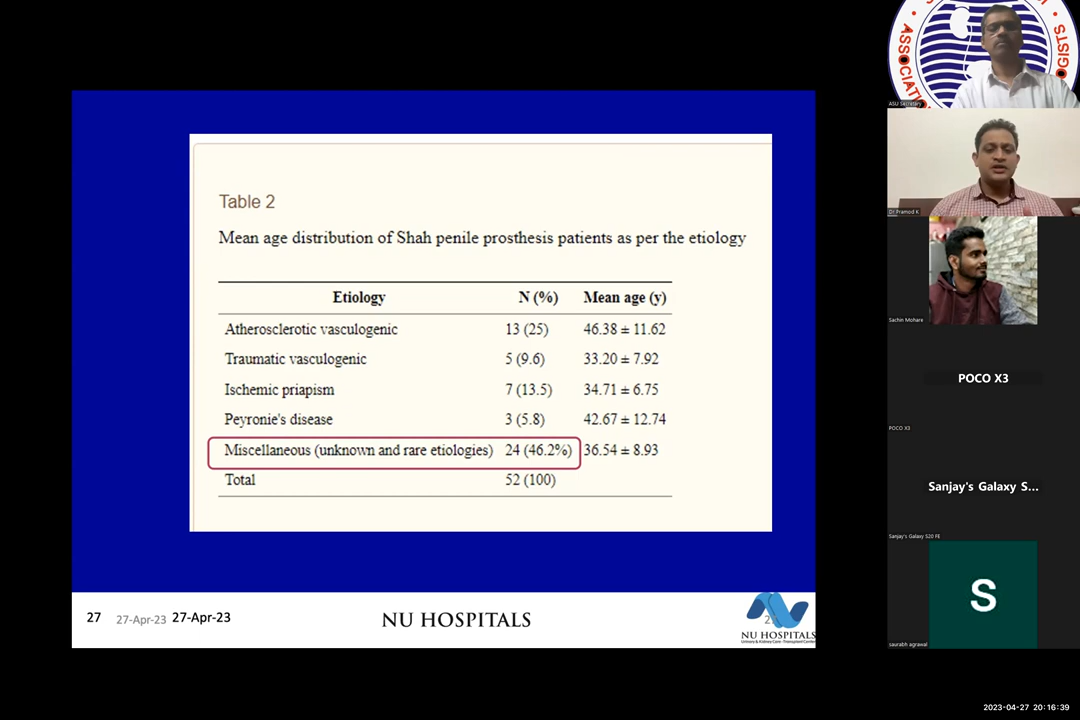 Table 2
Mean age distribution of Shah penile prosthesis patients as per the etiology
Etiology N (%) Mean age (y)
Atherosclerotic vasculogenic 13 (25) 46.38 ± 11.62
Traumatic vasculogenic 5 (9.6) 33.20 ± 7.92
Ischemic priapism 7 (13.5) 34.71 ± 6.75
Peyronie's disease 3 (5.8) 42.67 ± 12.74
Miscellaneous (unknown and rare etiologies) 24 (46.2%) 36.54 ± 8.93
Total 52 (100)
27 27-Apr-23 27-Apr-23 NU HOSPITALS
NU HOSPITALS
ASU Secretary
Dr Pramod K
Sachin Mohare
POCO X3
POCO X3
Sanjay's Galaxy S...
Sanjay's Galaxy S20 FE
S
saurabh agrawal
2023-04-27 20:16:39